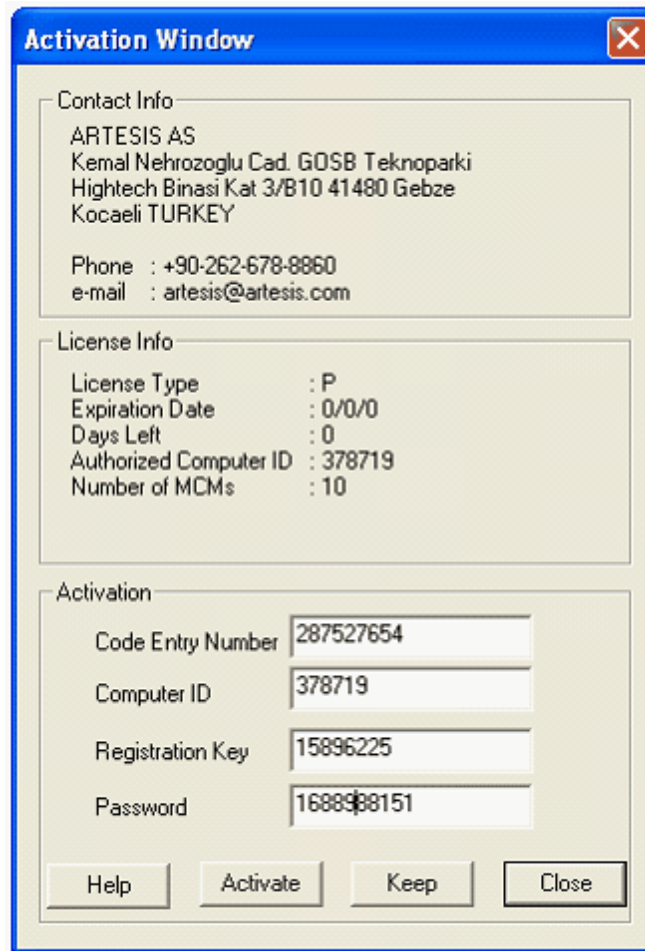 Activation Window
Contact Info
ARTESIS AS
Kemal Nehrozoglu Cad. GOSB Teknoparki
Hightech Binasi Kat 3/B10 41480 Gebze
Kocaeli TURKEY
Phone : +90-262-678-8860
e-mail : artesis@artesis.com
License Info
License Type : P
Expiration Date : 0/0/0
Days Left : 0
Authorized Computer ID : 378719
Number of MCMs : 10
Activation
Code Entry Number 287527654
Computer ID 378719
Registration Key 15896225
Password 1688988151
Help Activate Keep Close